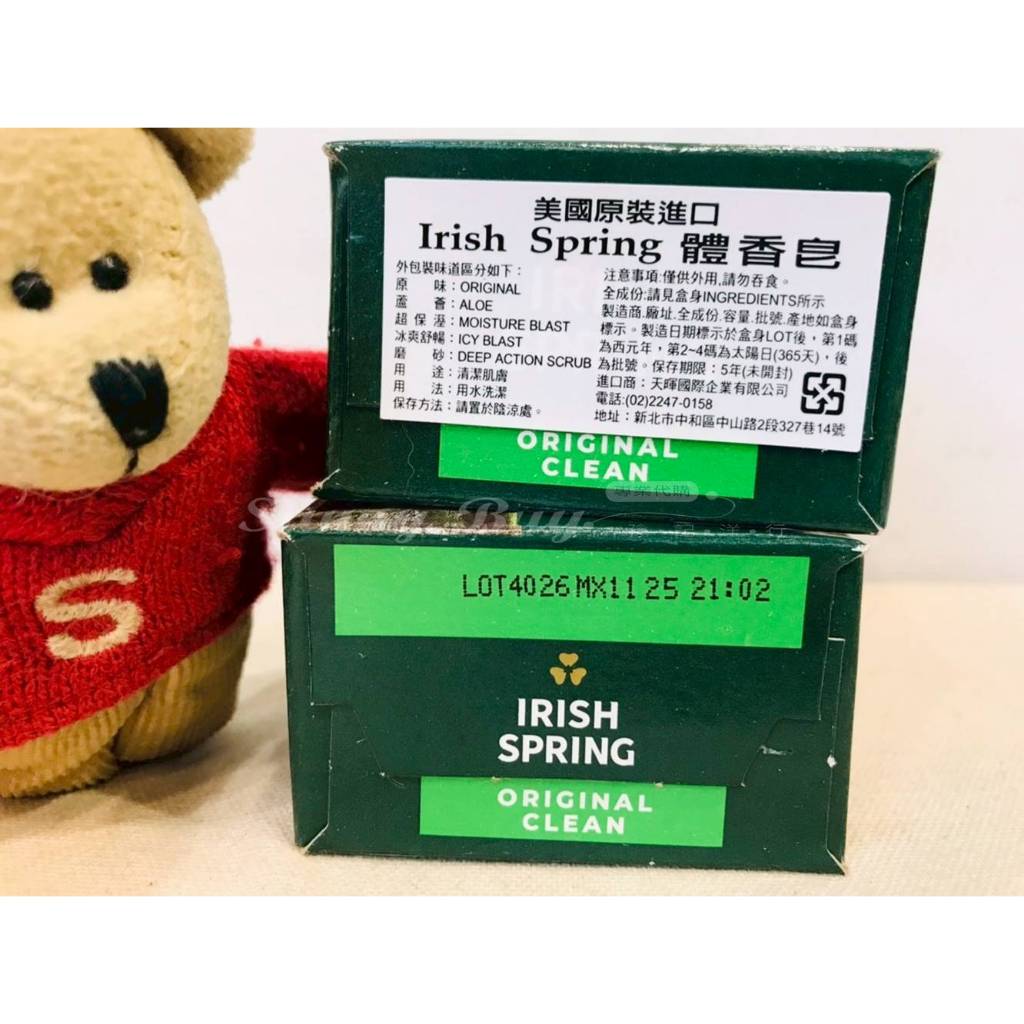 美國原裝進口
Irish Spring 體香皂
外包裝味道區分如下：
原　　味：ORIGINAL
蘆　　薈：ALOE
超 保 溼：MOISTURE BLAST
冰爽舒暢：ICY BLAST
磨　　砂：DEEP ACTION SCRUB
用　　途：清潔肌膚
用　　法：用水洗潔
保存方法：請置於陰涼處。
注意事項:僅供外用,請勿吞食。
全成份:請見盒身INGREDIENTS所示
製造商.廠址.全成份.容量.批號.產地如盒身
標示。製造日期標示於盒身LOT後，第1碼
為西元年，第2~4碼為太陽日(365天)，後
為批號。保存期限：5年(未開封)
進口商：天暉國際企業有限公司
電話:(02)2247-0158
地址：新北市中和區中山路2段327巷14號
ORIGINAL
CLEAN
Sunny Buy
專業代購
洋行
LOT4026MX11 25 21:02
IRISH
SPRING
ORIGINAL
CLEAN
S